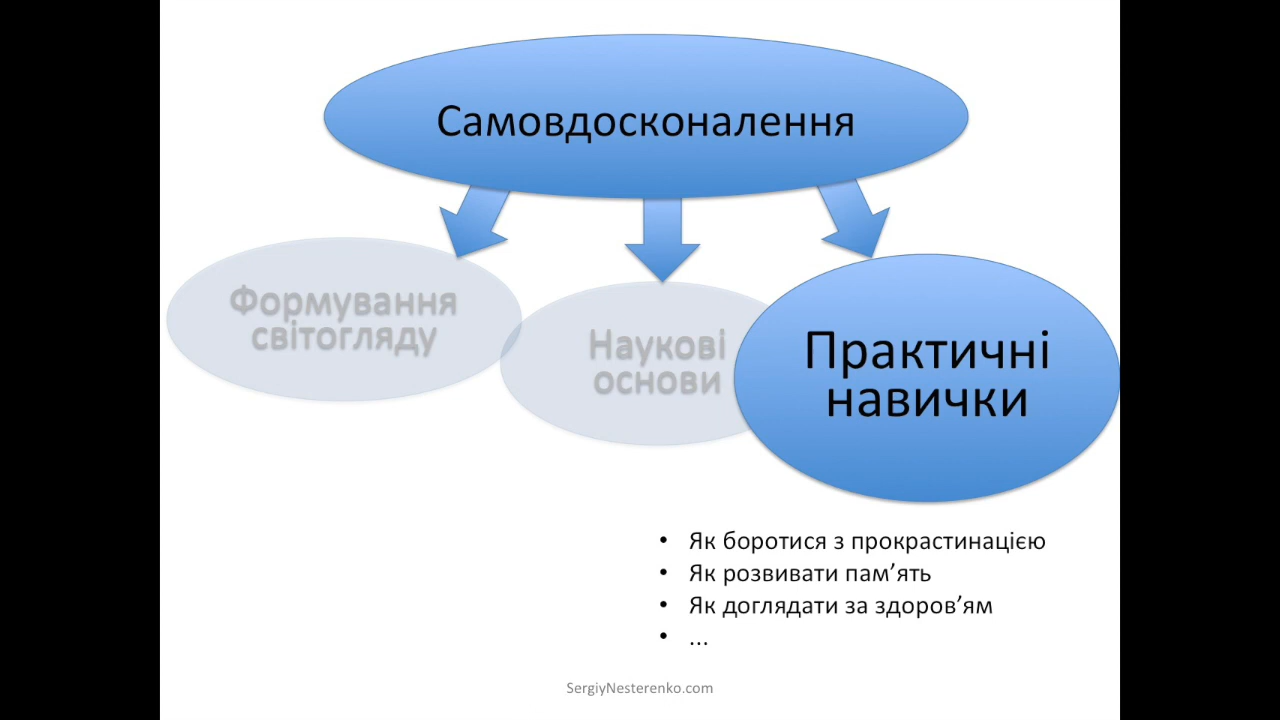 Самовдосконалення
Формування
світогляду
Наукові
основи
Практичні
навички
• Як боротися з прокрастинацією
• Як розвивати пам’ять
• Як доглядати за здоров’ям
• ...
SergiyNesterenko.com